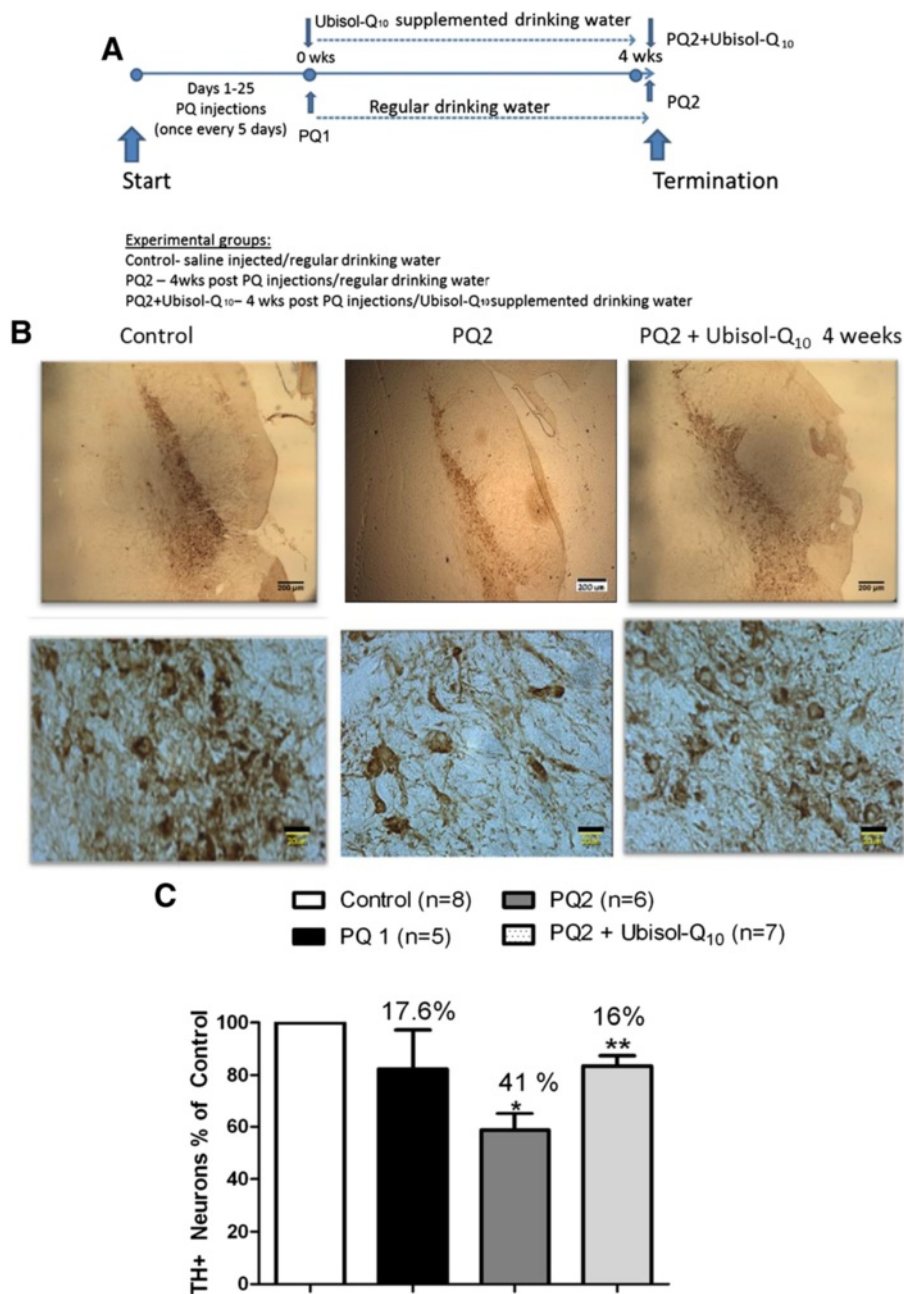 A
Ubisol-Q10 supplemented drinking water
PQ2+Ubisol-Q10
0 wks
4 wks
Days 1-25
PQ injections
(once every 5 days)
PQ1
Regular drinking water
PQ2
Start
Termination
Experimental groups:
Control- saline injected/regular drinking water
PQ2 – 4wks post PQ injections/regular drinking water
PQ2+Ubisol-Q10– 4 wks post PQ injections/Ubisol-Q10supplemented drinking water
B
Control
PQ2
PQ2 + Ubisol-Q10 4 weeks
200 µm
200 µm
200 µm
C
Control (n=8)
PQ2 (n=6)
PQ 1 (n=5)
PQ2 + Ubisol-Q10 (n=7)
TH+ Neurons % of Control
100
80
60
40
20
0
17.6%
41 %
*
16%
**